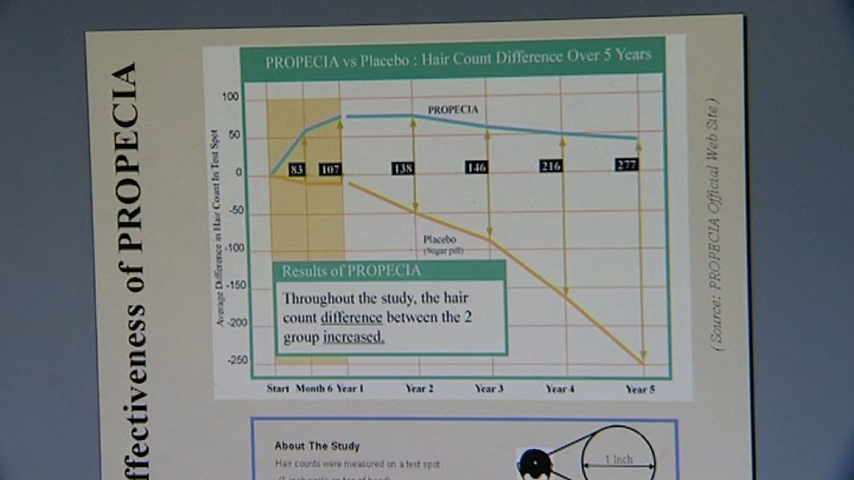 ffectiveness of PROPECIA
PROPECIA vs Placebo : Hair Count Difference Over 5 Years
Average Difference in Hair Count In Test Spot
100
50
0
-50
-100
-150
-200
-250
PROPECIA
83
107
138
146
216
277
Placebo
(Sugar pill)
Results of PROPECIA
Throughout the study, the hair
count difference between the 2
group increased.
Start Month 6 Year 1 Year 2 Year 3 Year 4 Year 5
( Source: PROPECIA Official Web Site )
About The Study
Hair counts were measured on a test spot
1 Inch